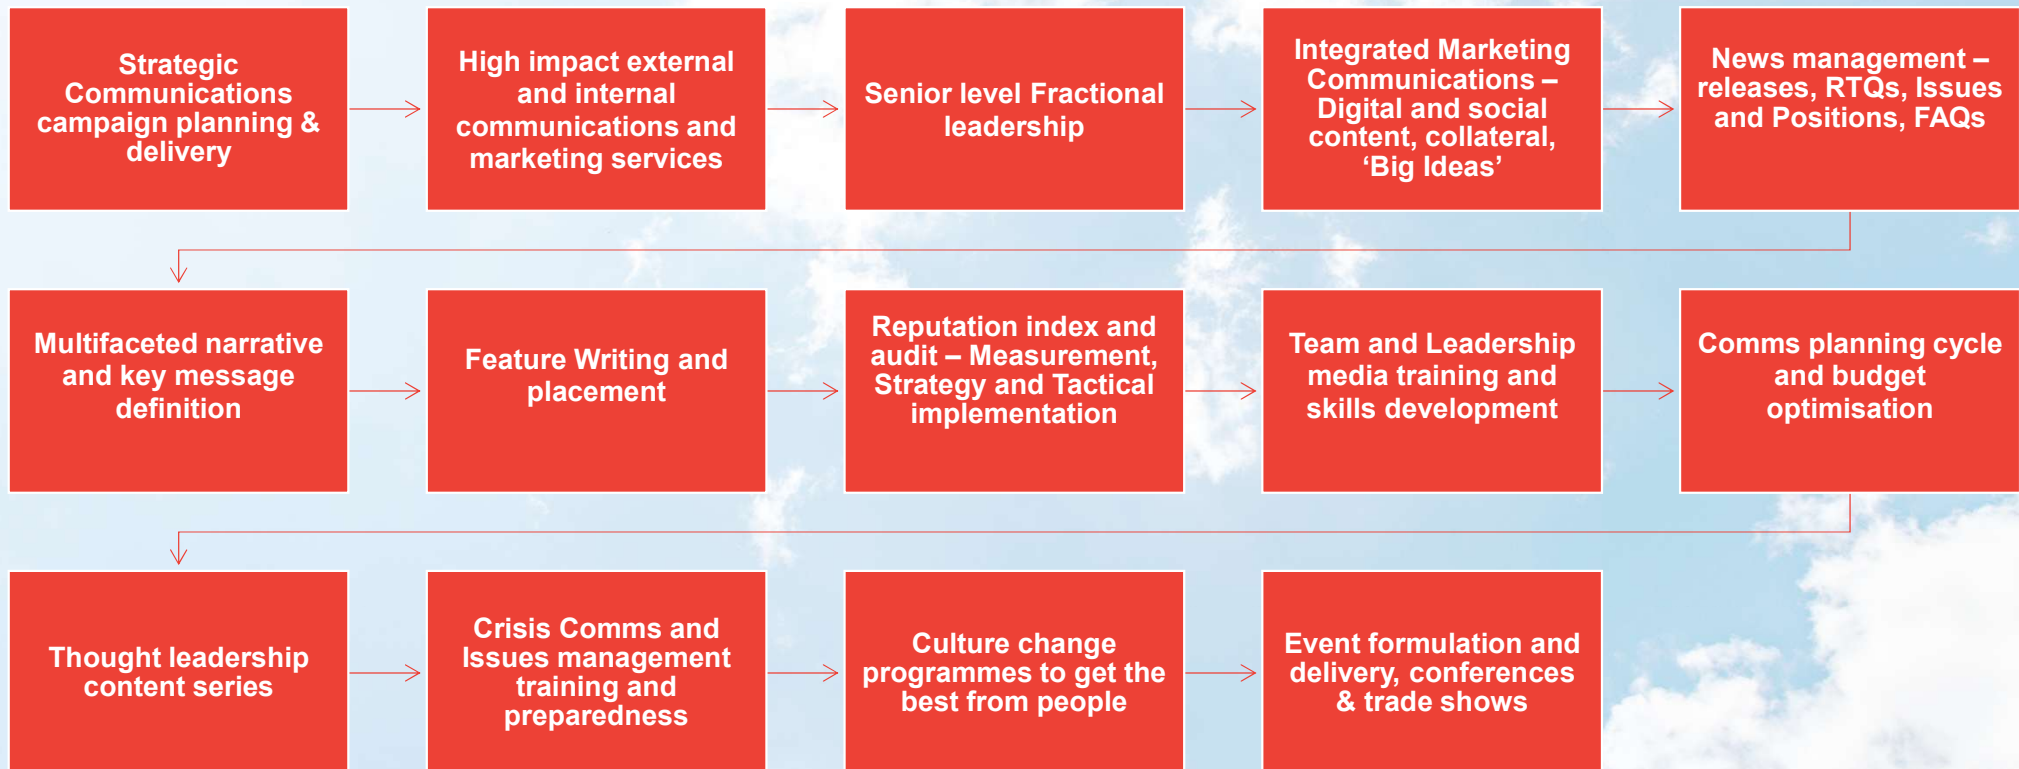 Strategic
Communications
campaign planning &
delivery
High impact external
and internal
communications and
marketing services
Senior level Fractional
leadership
Integrated Marketing
Communications –
Digital and social
content, collateral,
‘Big Ideas’
News management –
releases, RTQs, Issues
and Positions, FAQs
Multifaceted narrative
and key message
definition
Feature Writing and
placement
Reputation index and
audit – Measurement,
Strategy and Tactical
implementation
Team and Leadership
media training and
skills development
Comms planning cycle
and budget
optimisation
Thought leadership
content series
Crisis Comms and
Issues management
training and
preparedness
Culture change
programmes to get the
best from people
Event formulation and
delivery, conferences
& trade shows